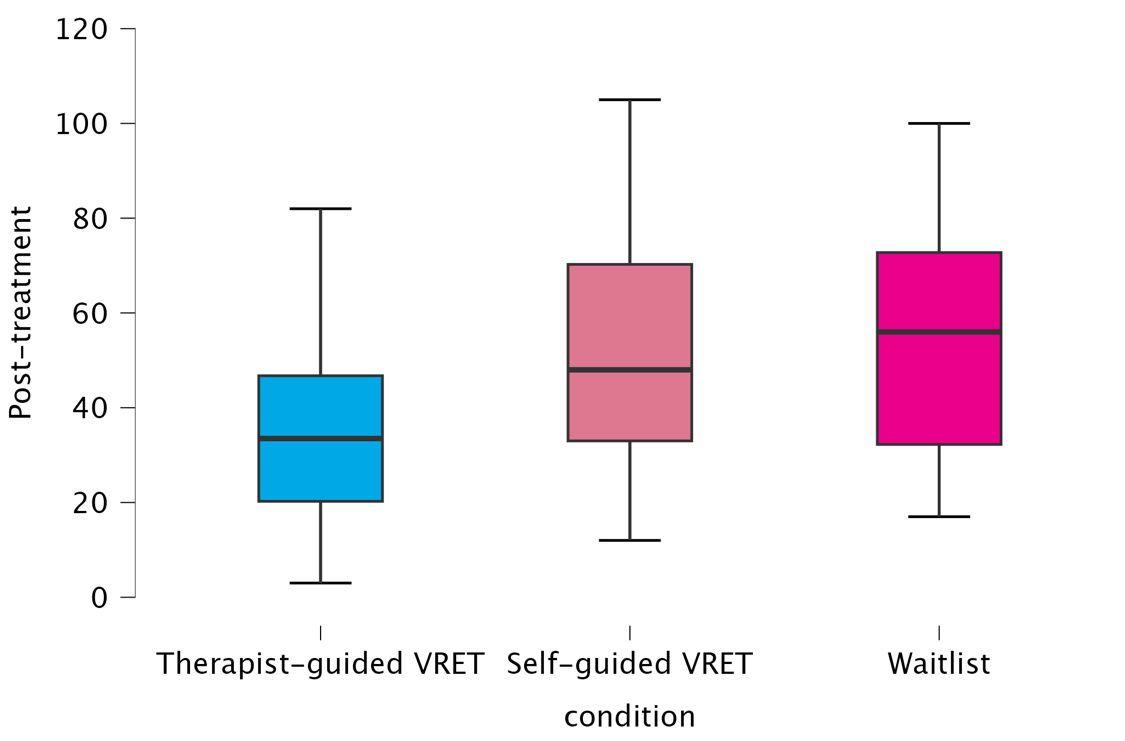 120
100
80
60
40
20
0
Post-treatment
Therapist-guided VRET Self-guided VRET Waitlist
condition